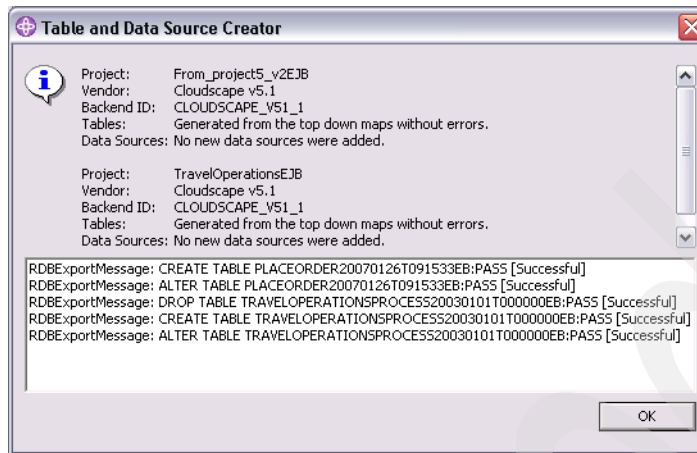 Table and Data Source Creator
Project: From_project5_v2EJB
Vendor: Cloudscape v5.1
Backend ID: CLOUDSCAPE_V51_1
Tables: Generated from the top down maps without errors.
Data Sources: No new data sources were added.
Project: TravelOperationsEJB
Vendor: Cloudscape v5.1
Backend ID: CLOUDSCAPE_V51_1
Tables: Generated from the top down maps without errors.
Data Sources: No new data sources were added.
RDBExportMessage: CREATE TABLE PLACEORDER20070126T091533EB:PASS [Successful]
RDBExportMessage: ALTER TABLE PLACEORDER20070126T091533EB:PASS [Successful]
RDBExportMessage: DROP TABLE TRAVELOPERATIONSPROCESS20030101T000000EB:PASS [Successful]
RDBExportMessage: CREATE TABLE TRAVELOPERATIONSPROCESS20030101T000000EB:PASS [Successful]
RDBExportMessage: ALTER TABLE TRAVELOPERATIONSPROCESS20030101T000000EB:PASS [Successful]
OK